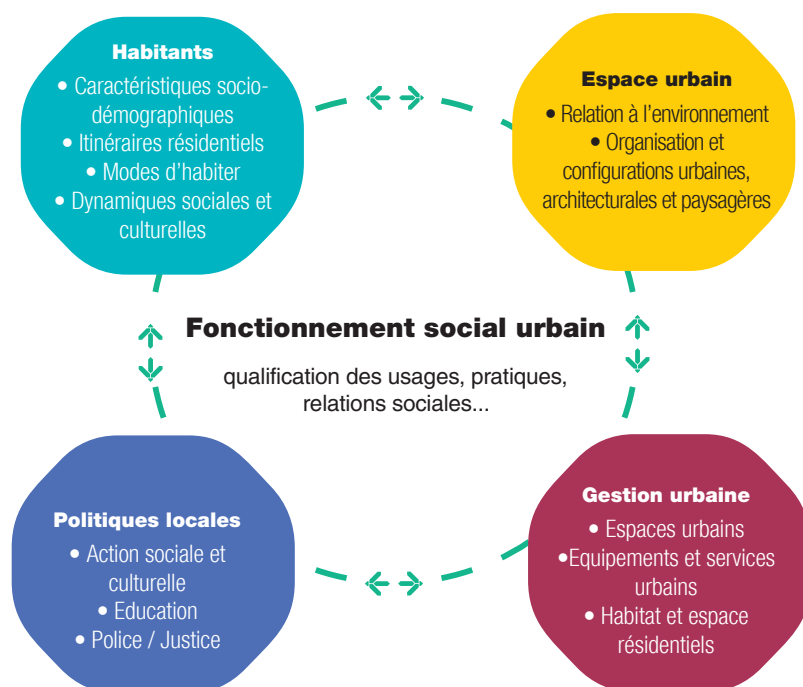 Habitants
• Caractéristiques socio-
démographiques
• Itinéraires résidentiels
• Modes d'habiter
• Dynamiques sociales et
culturelles
Espace urbain
• Relation à l'environnement
• Organisation et
configurations urbaines,
architecturales et paysagères
Fonctionnement social urbain
qualification des usages, pratiques,
relations sociales...
Politiques locales
• Action sociale et
culturelle
• Education
• Police / Justice
Gestion urbaine
• Espaces urbains
•Equipements et services
urbains
• Habitat et espace
résidentiels